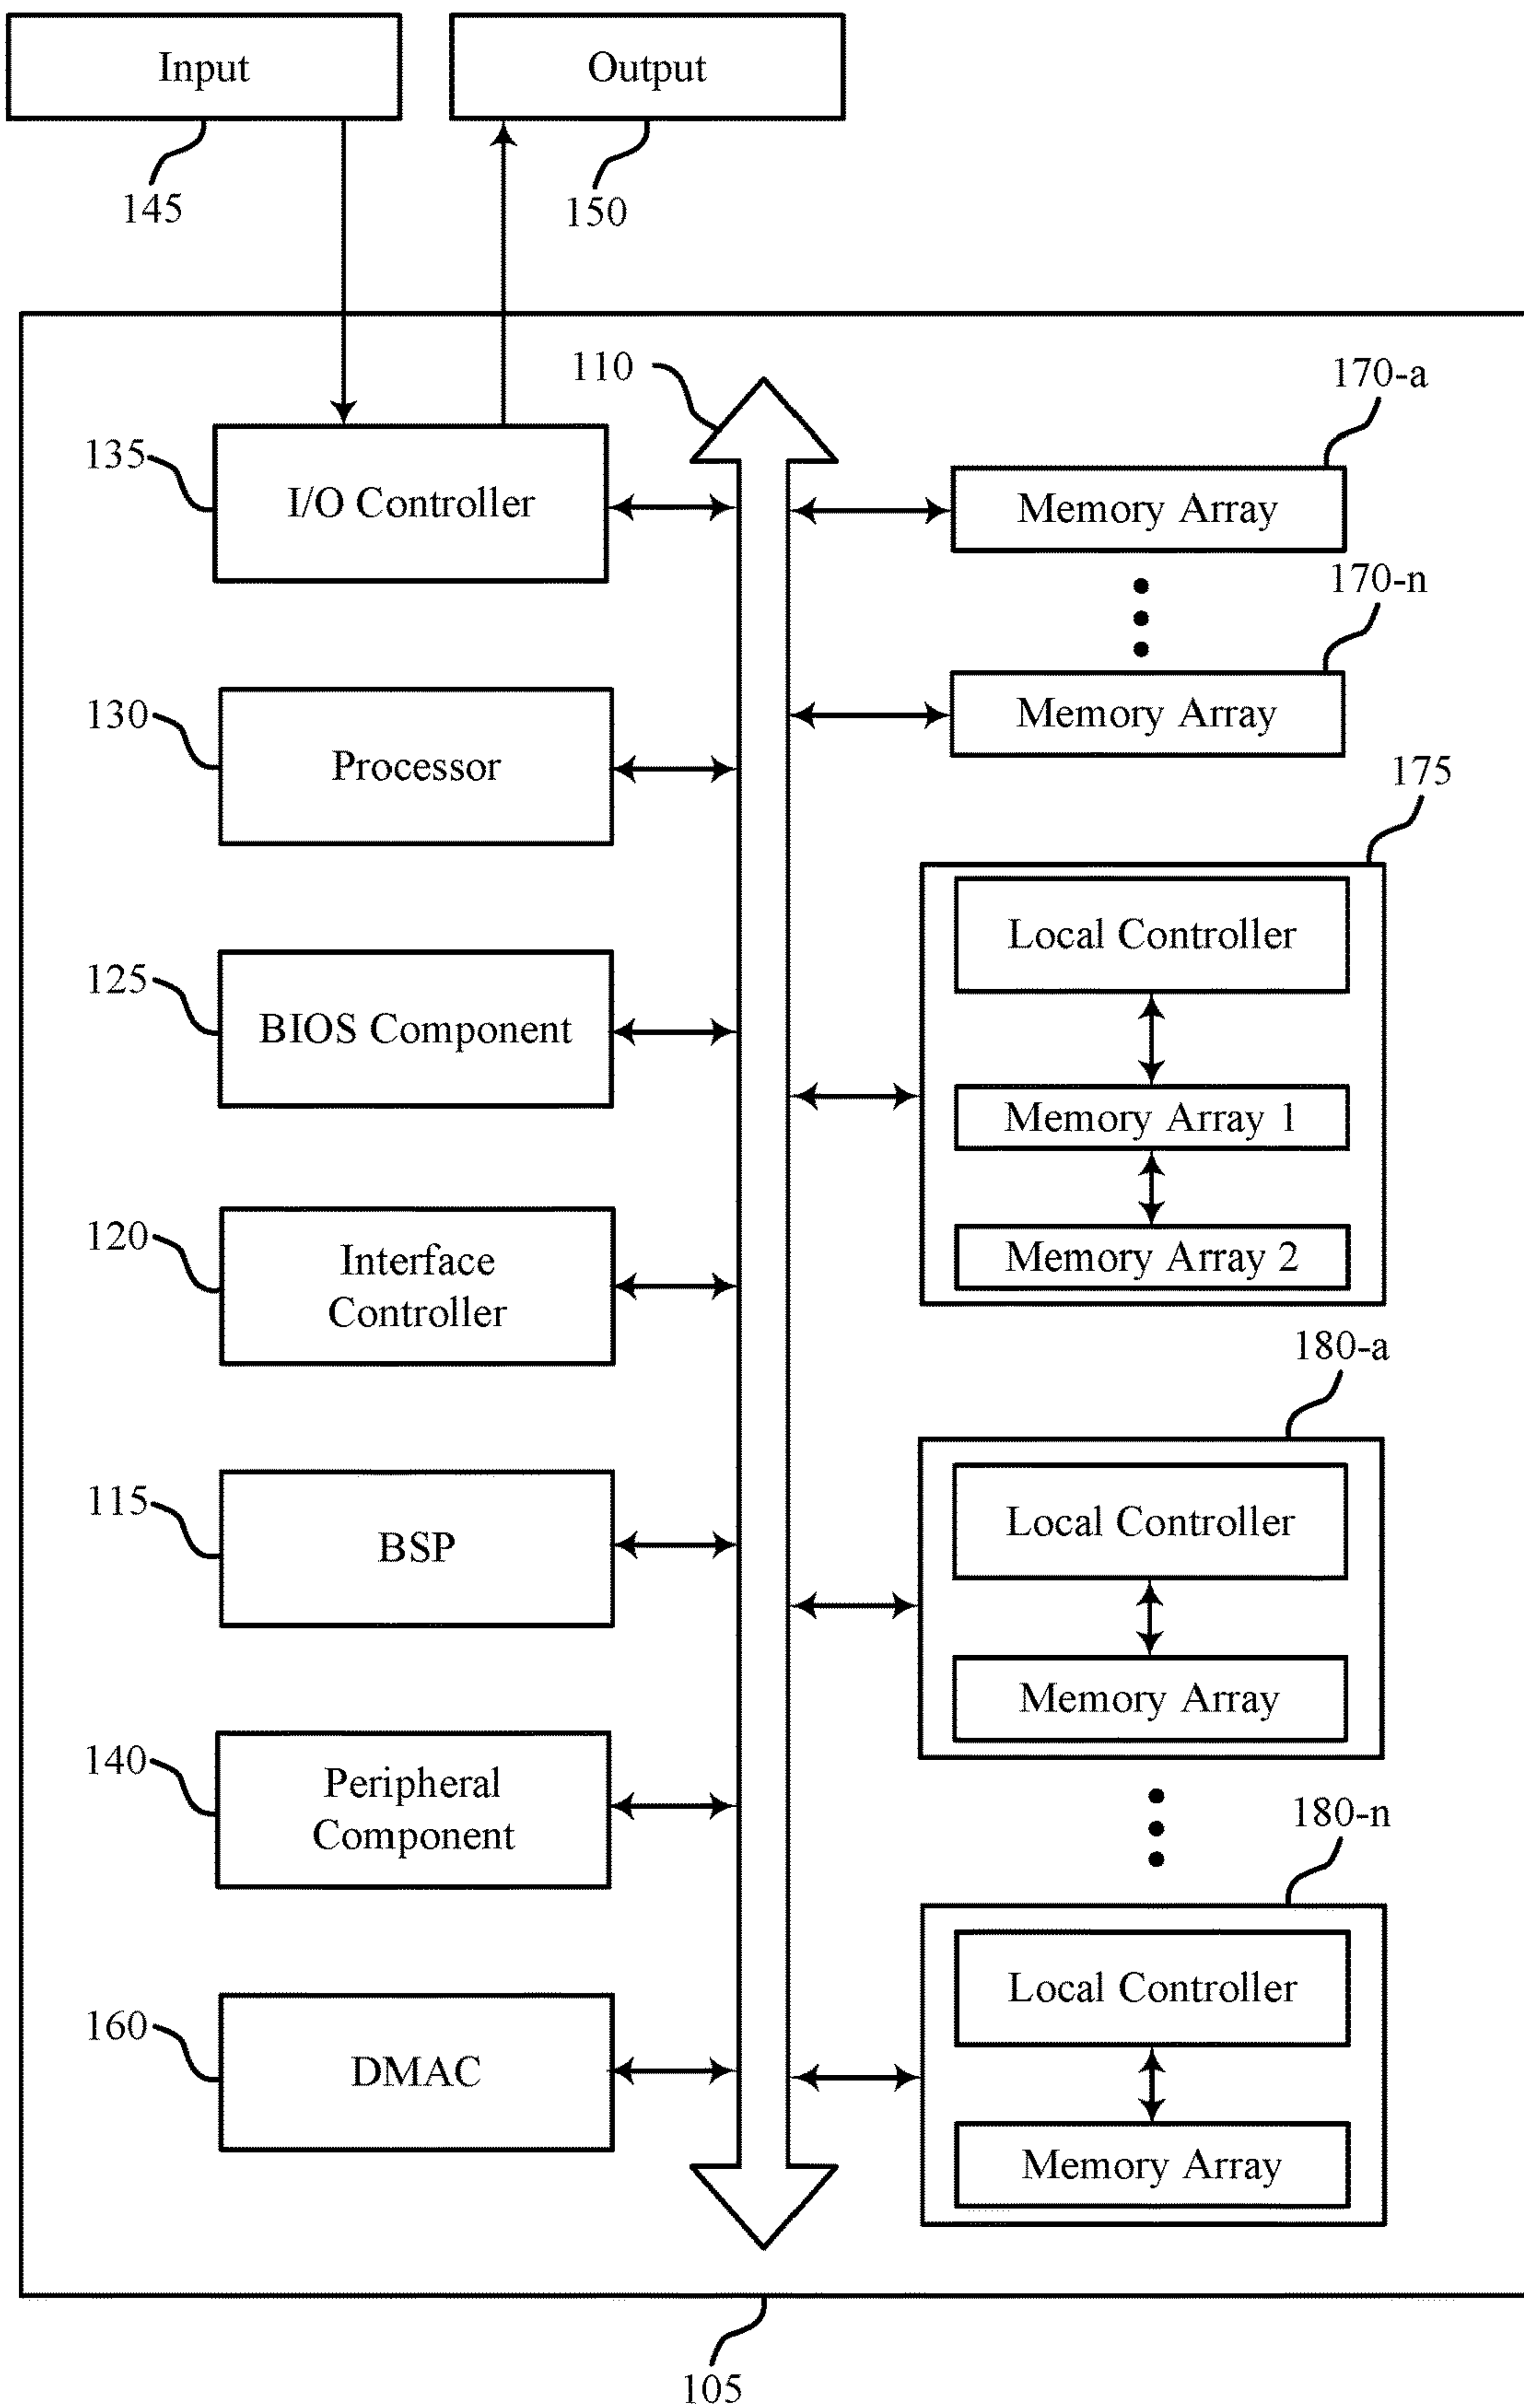 Input
Output
145
150
110
170-a
135
I/O Controller
Memory Array
170-n
130
Processor
Memory Array
175
125
BIOS Component
Local Controller
Memory Array 1
Memory Array 2
120
Interface
Controller
180-a
115
BSP
Local Controller
Memory Array
140
Peripheral
Component
180-n
160
DMAC
Local Controller
Memory Array
105